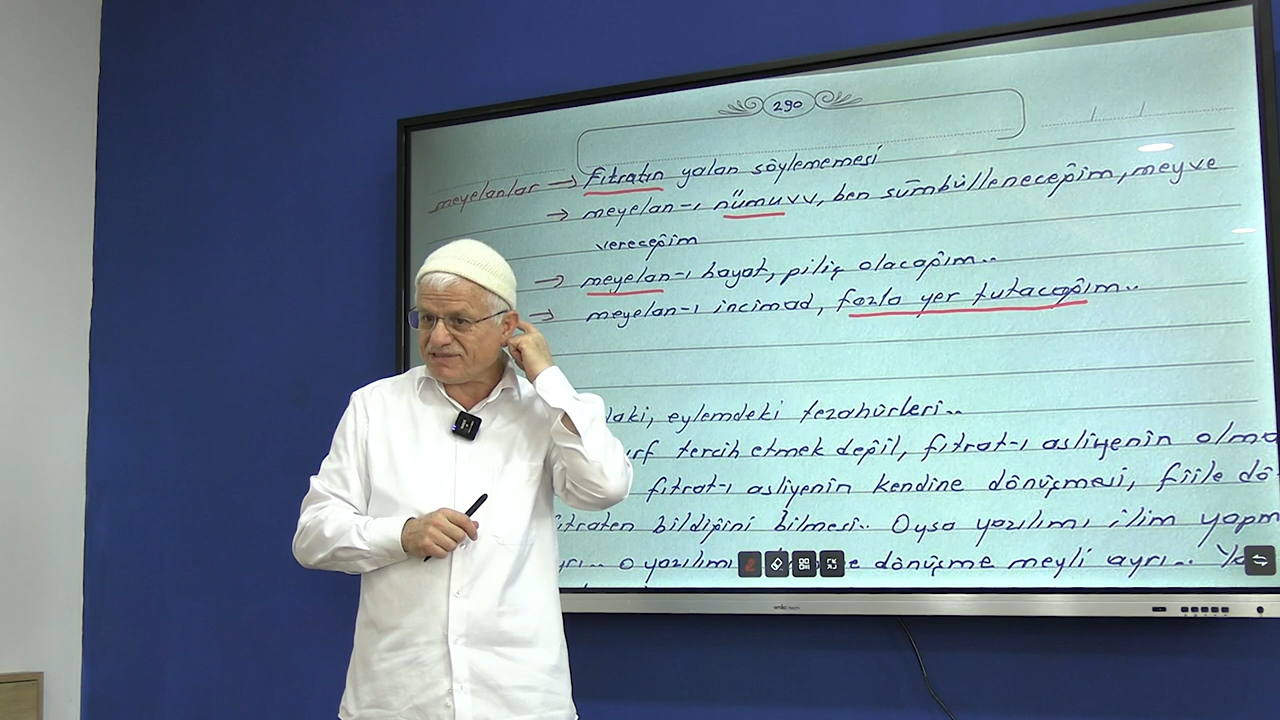 290
meyelanlar → fıtratın yalan söylememesi
→ meyelan-ı nümuvv, ben sümbülleneceğim, meyve
vereceğim
→ meyelan-ı hayat, piliç olacağım..
→ meyelan-ı incimad, fazla yer tutacağım..
eylemdeki tezahürleri..
tercih etmek değil, fıtrat-ı asliyenin
fıtrat-ı asliyenin kendine dönüşmesi, fiile dö
fıtraten bildiğini bilmesi.. Oysa yazılımı ilim yapm
o yazılımı dönüşme meyli ayrı.. Ya